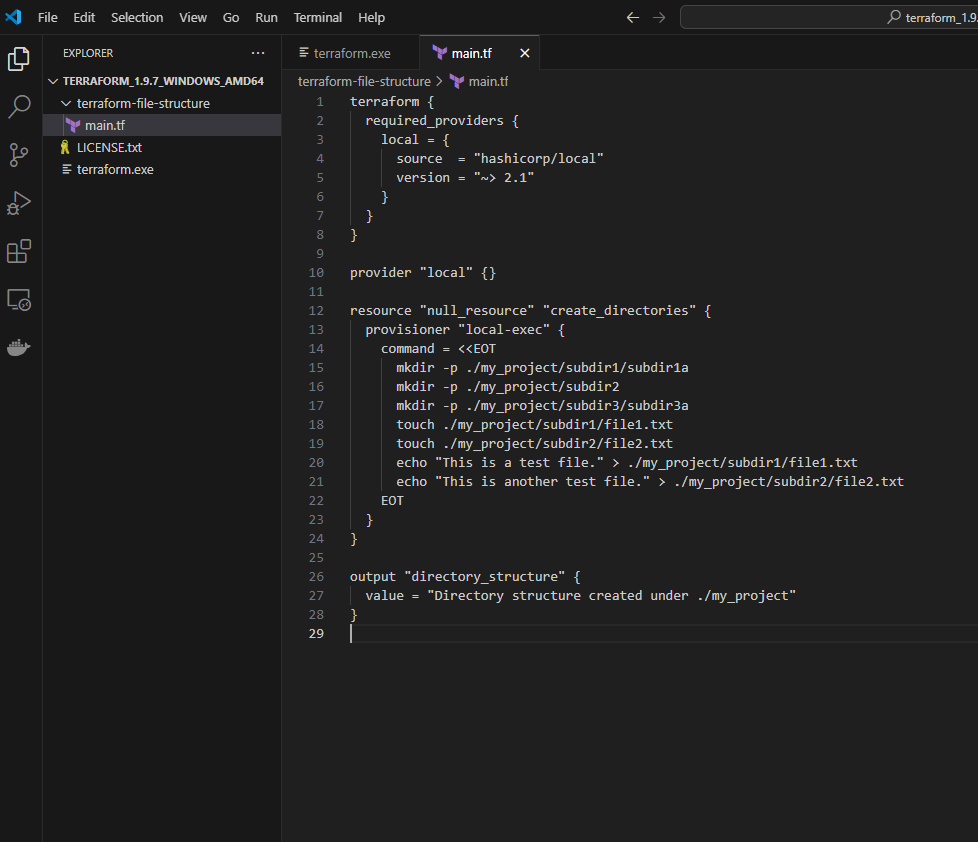 File Edit Selection View Go Run Terminal Help
terraform_1.9.
EXPLORER ...
TERRAFORM_1.9.7_WINDOWS_AMD64
terraform-file-structure
main.tf
LICENSE.txt
terraform.exe
terraform.exe main.tf
terraform-file-structure > main.tf
1 terraform {
2   required_providers {
3     local = {
4       source  = "hashicorp/local"
5       version = "~> 2.1"
6     }
7   }
8 }
9
10 provider "local" {}
11
12 resource "null_resource" "create_directories" {
13   provisioner "local-exec" {
14     command = <<EOT
15       mkdir -p ./my_project/subdir1/subdir1a
16       mkdir -p ./my_project/subdir2
17       mkdir -p ./my_project/subdir3/subdir3a
18       touch ./my_project/subdir1/file1.txt
19       touch ./my_project/subdir2/file2.txt
20       echo "This is a test file." > ./my_project/subdir1/file1.txt
21       echo "This is another test file." > ./my_project/subdir2/file2.txt
22     EOT
23   }
24 }
25
26 output "directory_structure" {
27   value = "Directory structure created under ./my_project"
28 }
29